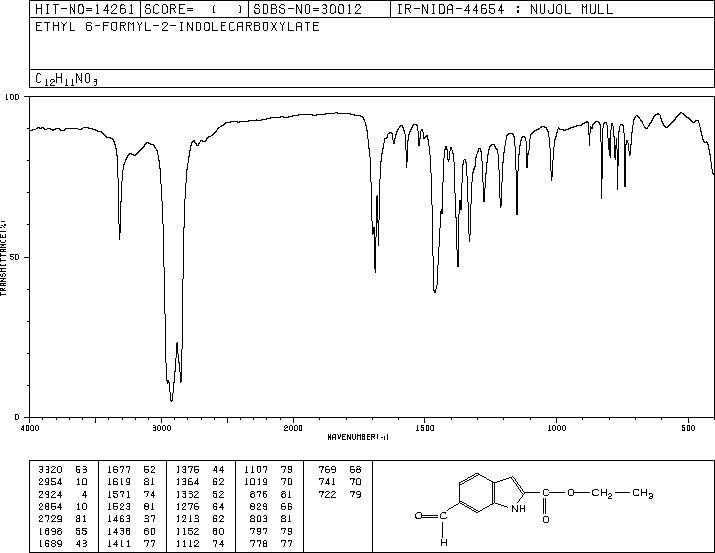 HIT-NO=14261 SCORE= ( ) SDBS-NO=30012 IR-NIDA-44654 : NUJOL MULL
ETHYL 6-FORMYL-2-INDOLECARBOXYLATE
C12H11NO3
100
50
0
TRANSMITTANCE(%)
4000 3000 2000 1500 1000 500
WAVENUMBER(-1)
3320 53 1677 52 1376 44 1107 79 769 68
2954 10 1619 81 1364 62 1019 70 741 70
2924 4 1571 74 1332 52 876 81 722 79
2854 10 1523 81 1276 64 829 66
2729 81 1463 37 1213 62 803 81
1698 55 1438 60 1152 60 797 79
1689 43 1411 77 1112 74 778 77
O C H NH C O O CH2 CH3